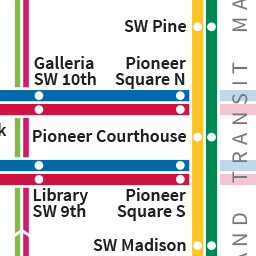 SW Pine
Galleria
SW 10th
Pioneer
Square N
k
Pioneer Courthouse
Library
SW 9th
Pioneer
Square S
SW Madison
AND TRANSIT MA